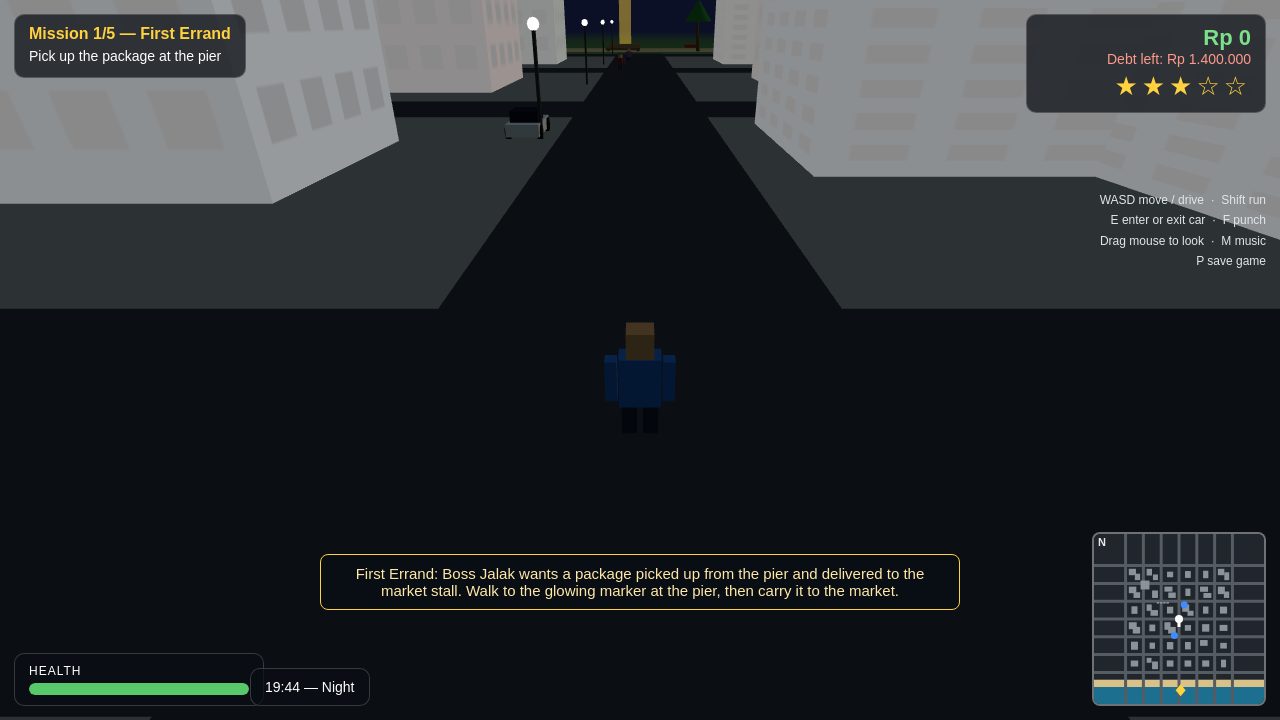 Mission 1/5 — First Errand
Pick up the package at the pier
Rp 0
Debt left: Rp 1.400.000
★★★☆☆
WASD move / drive · Shift run
E enter or exit car · F punch
Drag mouse to look · M music
P save game
First Errand: Boss Jalak wants a package picked up from the pier and delivered to the
market stall. Walk to the glowing marker at the pier, then carry it to the market.
HEALTH
19:44 — Night
N